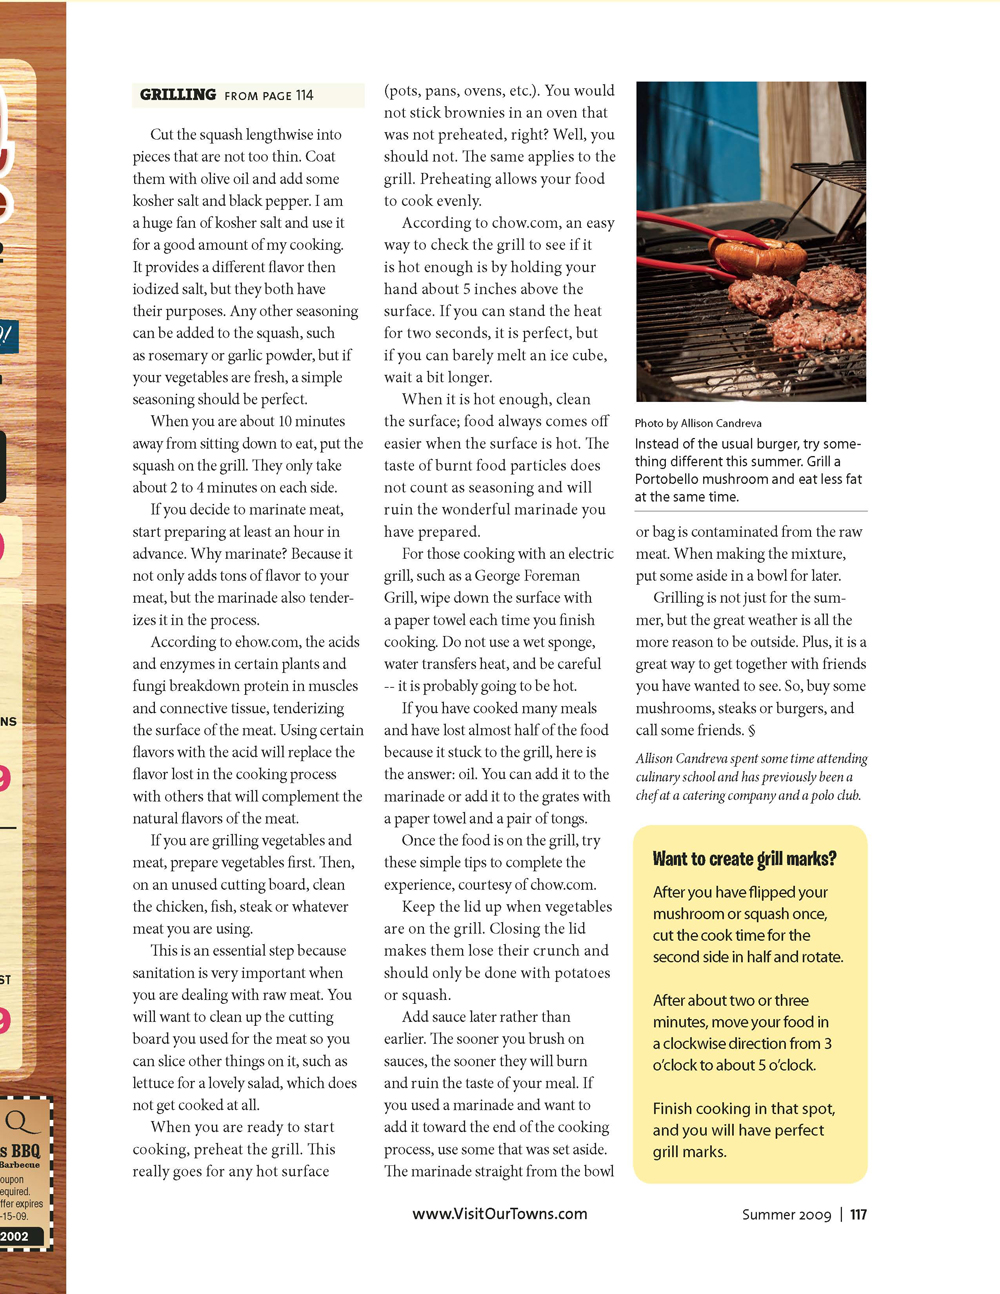 GRILLING FROM PAGE 114
Cut the squash lengthwise into
pieces that are not too thin. Coat
them with olive oil and add some
kosher salt and black pepper. I am
a huge fan of kosher salt and use it
for a good amount of my cooking.
It provides a different flavor then
iodized salt, but they both have
their purposes. Any other seasoning
can be added to the squash, such
as rosemary or garlic powder, but if
your vegetables are fresh, a simple
seasoning should be perfect.
When you are about 10 minutes
away from sitting down to eat, put the
squash on the grill. They only take
about 2 to 4 minutes on each side.
If you decide to marinate meat,
start preparing at least an hour in
advance. Why marinate? Because it
not only adds tons of flavor to your
meat, but the marinade also tender-
izes it in the process.
According to ehow.com, the acids
and enzymes in certain plants and
fungi breakdown protein in muscles
and connective tissue, tenderizing
the surface of the meat. Using certain
flavors with the acid will replace the
flavor lost in the cooking process
with others that will complement the
natural flavors of the meat.
If you are grilling vegetables and
meat, prepare vegetables first. Then,
on an unused cutting board, clean
the chicken, fish, steak or whatever
meat you are using.
This is an essential step because
sanitation is very important when
you are dealing with raw meat. You
will want to clean up the cutting
board you used for the meat so you
can slice other things on it, such as
lettuce for a lovely salad, which does
not get cooked at all.
When you are ready to start
cooking, preheat the grill. This
really goes for any hot surface
(pots, pans, ovens, etc.). You would
not stick brownies in an oven that
was not preheated, right? Well, you
should not. The same applies to the
grill. Preheating allows your food
to cook evenly.
According to chow.com, an easy
way to check the grill to see if it
is hot enough is by holding your
hand about 5 inches above the
surface. If you can stand the heat
for two seconds, it is perfect, but
if you can barely melt an ice cube,
wait a bit longer.
When it is hot enough, clean
the surface; food always comes off
easier when the surface is hot. The
taste of burnt food particles does
not count as seasoning and will
ruin the wonderful marinade you
have prepared.
For those cooking with an electric
grill, such as a George Foreman
Grill, wipe down the surface with
a paper towel each time you finish
cooking. Do not use a wet sponge,
water transfers heat, and be careful
-- it is probably going to be hot.
If you have cooked many meals
and have lost almost half of the food
because it stuck to the grill, here is
the answer: oil. You can add it to the
marinade or add it to the grates with
a paper towel and a pair of tongs.
Once the food is on the grill, try
these simple tips to complete the
experience, courtesy of chow.com.
Keep the lid up when vegetables
are on the grill. Closing the lid
makes them lose their crunch and
should only be done with potatoes
or squash.
Add sauce later rather than
earlier. The sooner you brush on
sauces, the sooner they will burn
and ruin the taste of your meal. If
you used a marinade and want to
add it toward the end of the cooking
process, use some that was set aside.
The marinade straight from the bowl
Photo by Allison Candreva
Instead of the usual burger, try some-
thing different this summer. Grill a
Portobello mushroom and eat less fat
at the same time.
or bag is contaminated from the raw
meat. When making the mixture,
put some aside in a bowl for later.
Grilling is not just for the sum-
mer, but the great weather is all the
more reason to be outside. Plus, it is a
great way to get together with friends
you have wanted to see. So, buy some
mushrooms, steaks or burgers, and
call some friends. §
Allison Candreva spent some time attending
culinary school and has previously been a
chef at a catering company and a polo club.
Want to create grill marks?
After you have flipped your
mushroom or squash once,
cut the cook time for the
second side in half and rotate.
After about two or three
minutes, move your food in
a clockwise direction from 3
o'clock to about 5 o'clock.
Finish cooking in that spot,
and you will have perfect
grill marks.
www.VisitOurTowns.com
Summer 2009 | 117
NS
9
ST
9
Q
s BBQ
Barbecue
oupon
equired.
ffer expires
-15-09.
2002